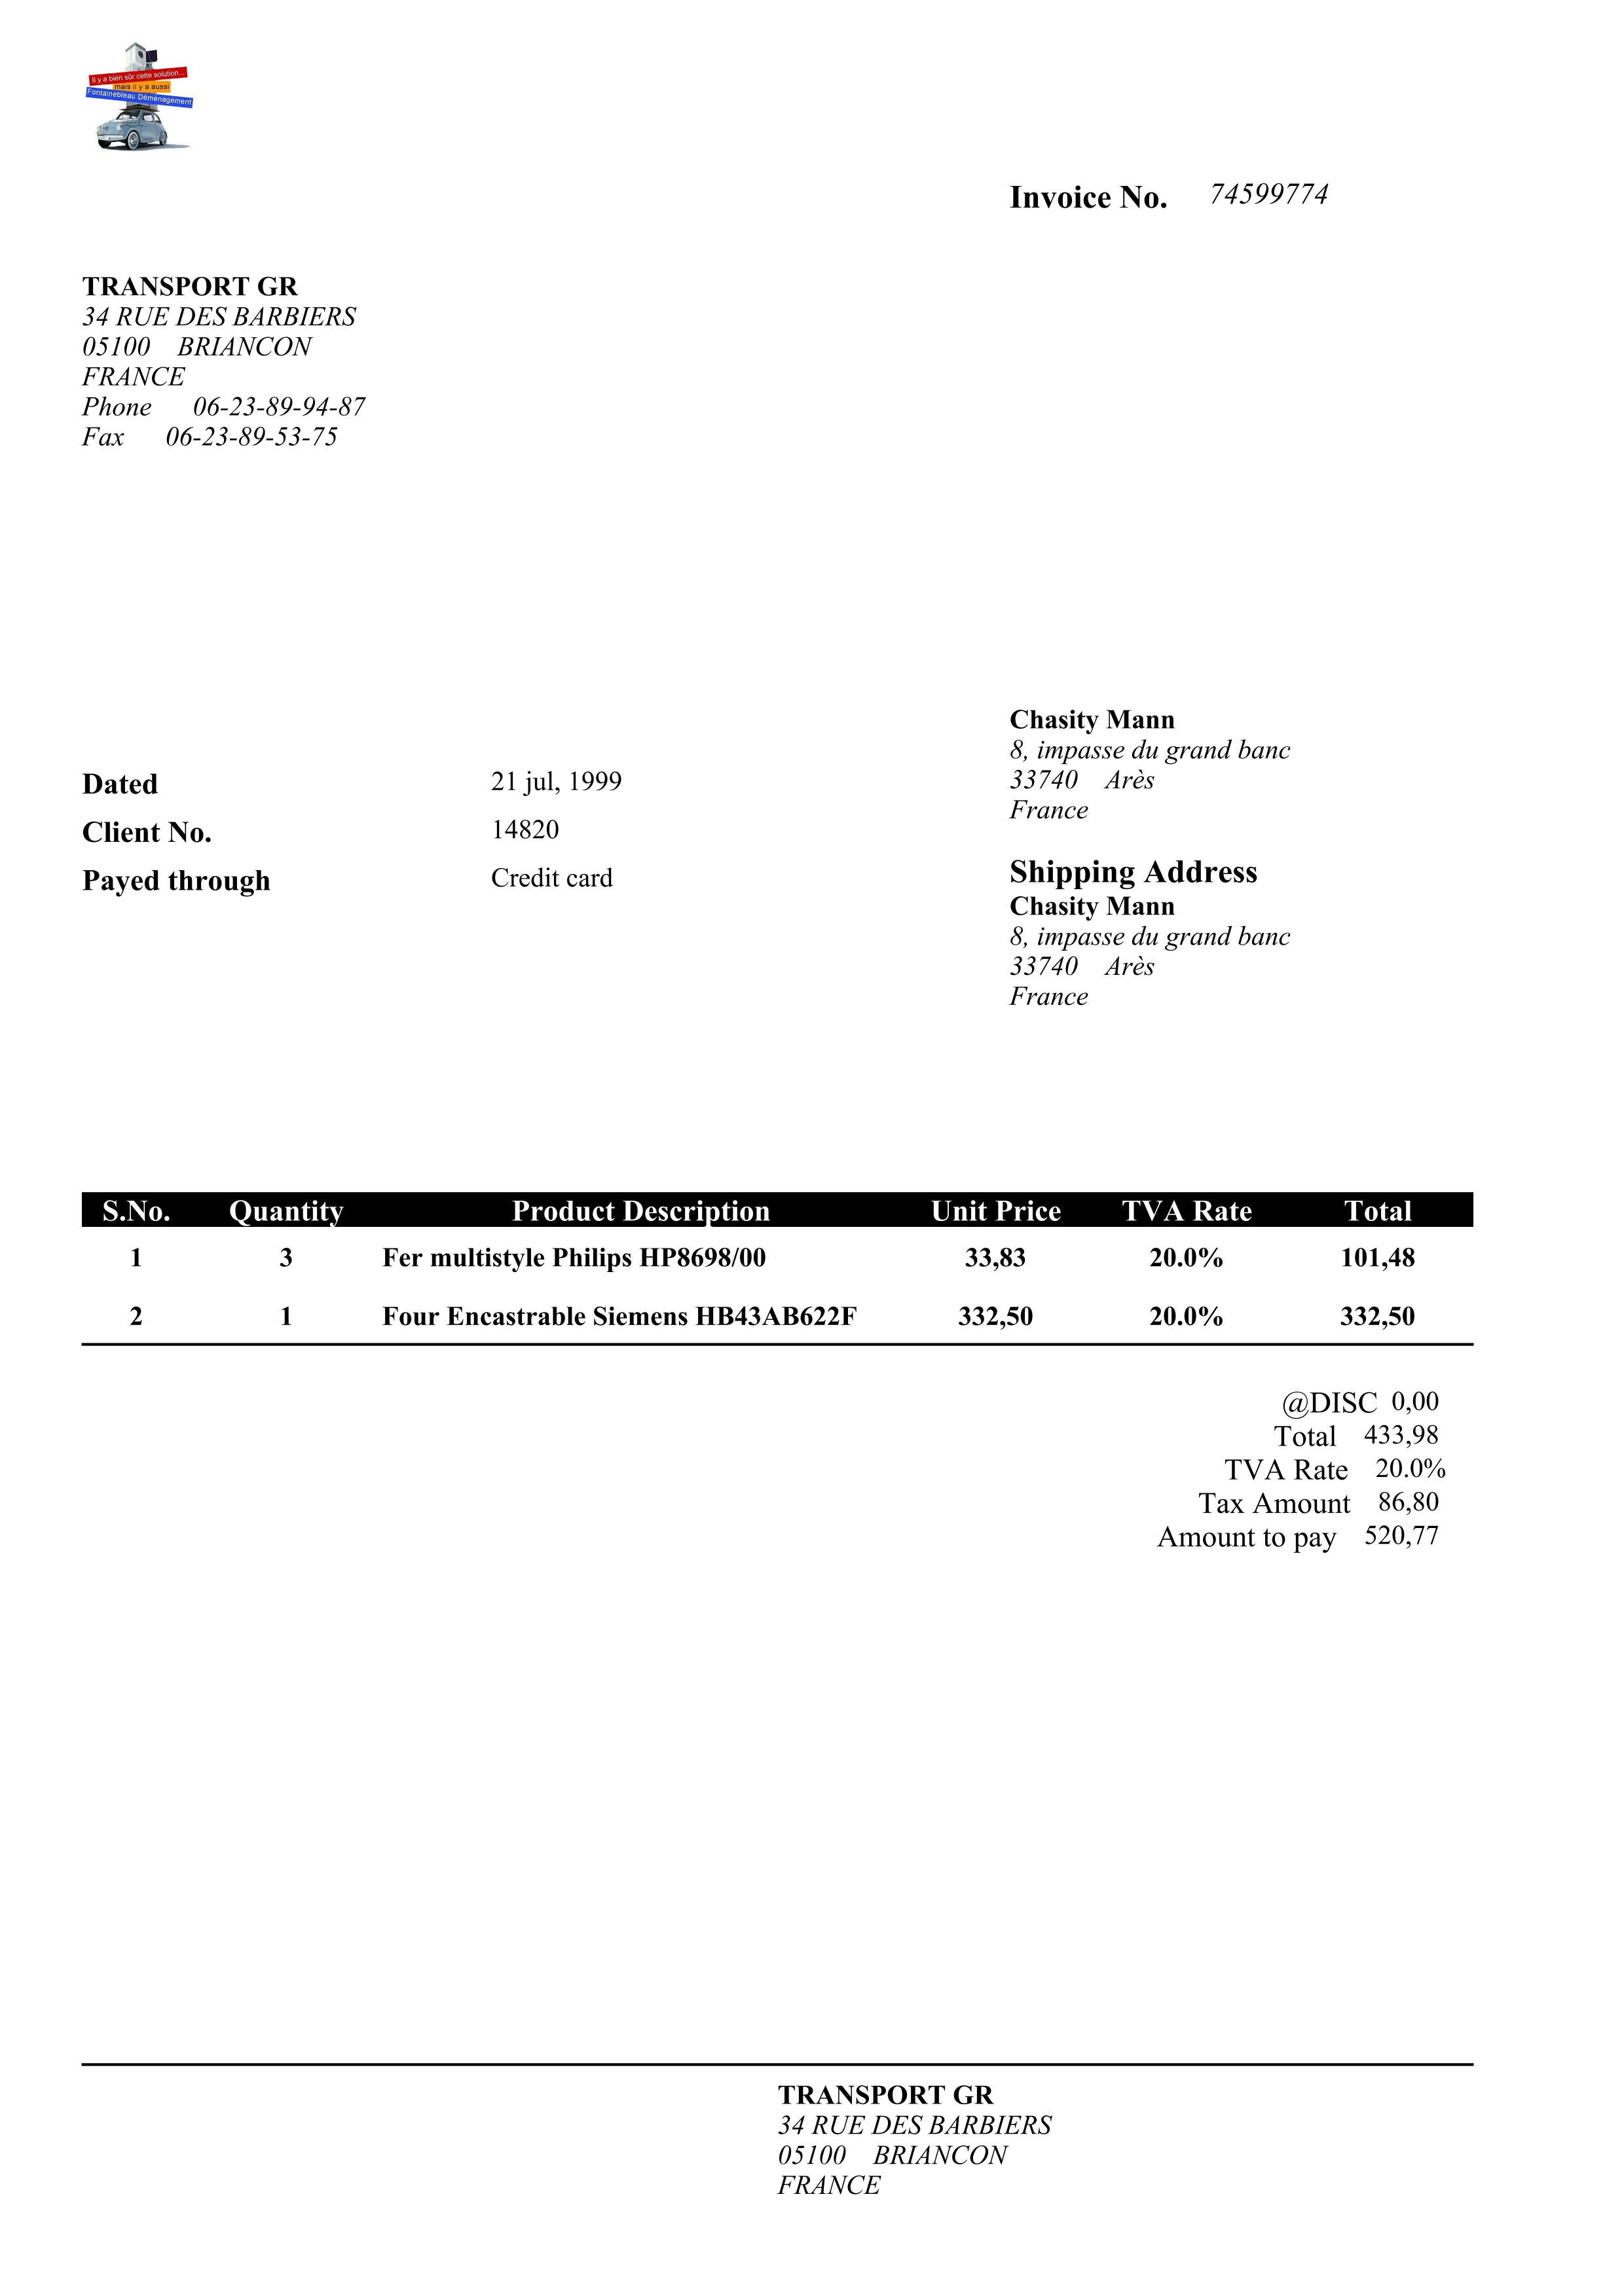 Il y a bien sûr cette solution...
mais il y a aussi
Fontainebleau Déménagement
Invoice No. 74599774
TRANSPORT GR
34 RUE DES BARBIERS
05100 BRIANCON
FRANCE
Phone 06-23-89-94-87
Fax 06-23-89-53-75
Chasity Mann
8, impasse du grand banc
33740 Arès
France
Dated 21 jul, 1999
Client No. 14820
Payed through Credit card
Shipping Address
Chasity Mann
8, impasse du grand banc
33740 Arès
France
S.No. Quantity Product Description Unit Price TVA Rate Total
1 3 Fer multistyle Philips HP8698/00 33,83 20.0% 101,48
2 1 Four Encastrable Siemens HB43AB622F 332,50 20.0% 332,50
@DISC 0,00
Total 433,98
TVA Rate 20.0%
Tax Amount 86,80
Amount to pay 520,77
TRANSPORT GR
34 RUE DES BARBIERS
05100 BRIANCON
FRANCE